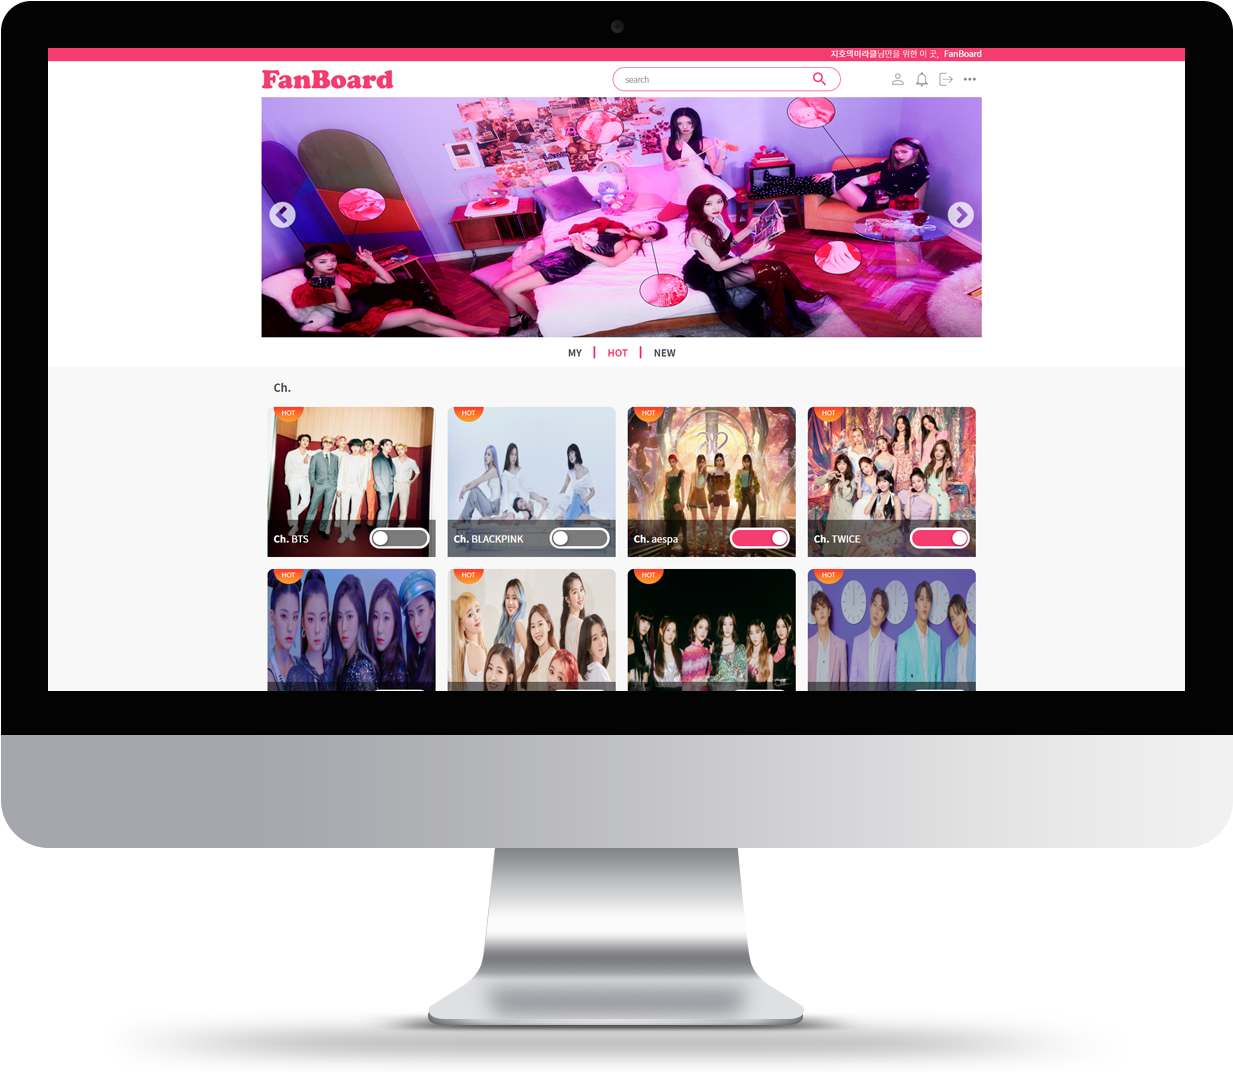 지호의미라클님만을 위한 이 곳, FanBoard
FanBoard
search
MY HOT NEW
Ch.
HOT HOT HOT HOT
Ch. BTS Ch. BLACKPINK Ch. aespa Ch. TWICE
HOT HOT HOT HOT